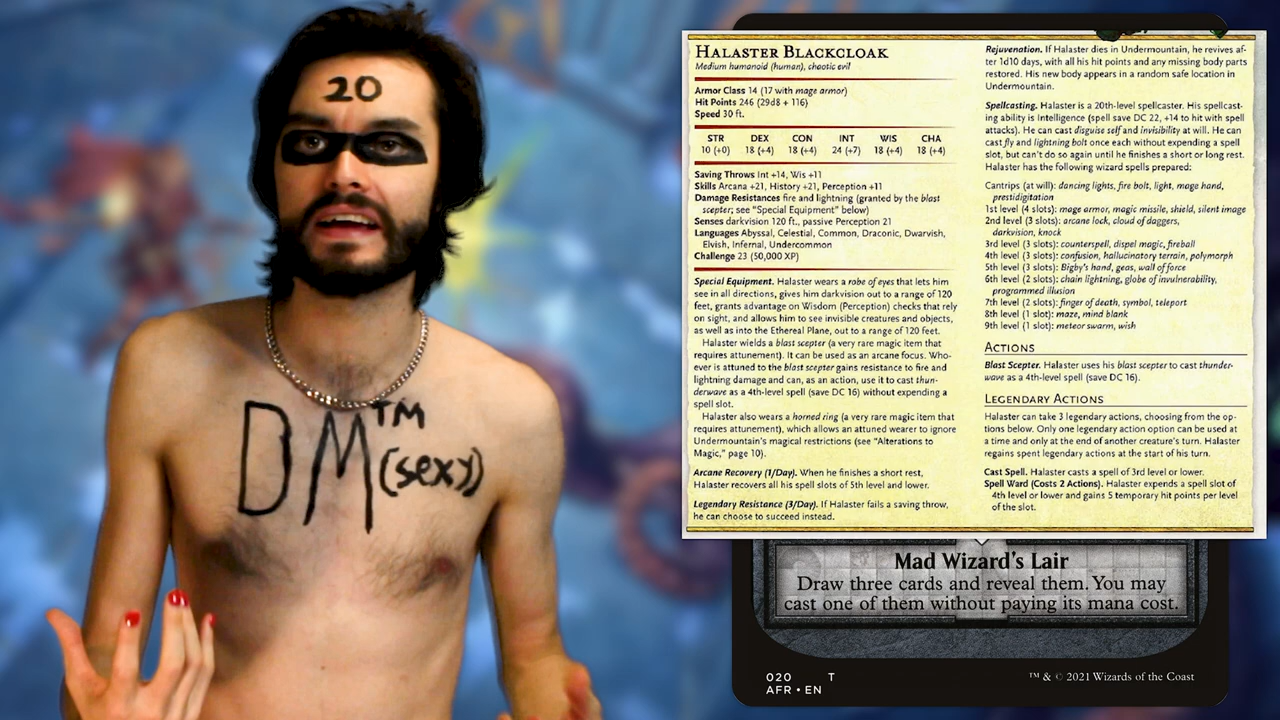 20
DM™
(sexy)
HALASTER BLACKCLOAK
Medium humanoid (human), chaotic evil
Armor Class 14 (17 with mage armor)
Hit Points 246 (29d8 + 116)
Speed 30 ft.
STR DEX CON INT WIS CHA
10 (+0) 18 (+4) 18 (+4) 24 (+7) 18 (+4) 18 (+4)
Saving Throws Int +14, Wis +11
Skills Arcana +21, History +21, Perception +11
Damage Resistances fire and lightning (granted by the blast
scepter; see "Special Equipment" below)
Senses darkvision 120 ft., passive Perception 21
Languages Abyssal, Celestial, Common, Draconic, Dwarvish,
Elvish, Infernal, Undercommon
Challenge 23 (50,000 XP)
Special Equipment. Halaster wears a robe of eyes that lets him
see in all directions, gives him darkvision out to a range of 120
feet, grants advantage on Wisdom (Perception) checks that rely
on sight, and allows him to see invisible creatures and objects,
as well as into the Ethereal Plane, out to a range of 120 feet.
Halaster wields a blast scepter (a very rare magic item that
requires attunement). It can be used as an arcane focus. Who-
ever is attuned to the blast scepter gains resistance to fire and
lightning damage and can, as an action, use it to cast thun-
derwave as a 4th-level spell (save DC 16) without expending a
spell slot.
Halaster also wears a horned ring (a very rare magic item that
requires attunement), which allows an attuned wearer to ignore
Undermountain's magical restrictions (see "Alterations to
Magic," page 10).
Arcane Recovery (1/Day). When he finishes a short rest,
Halaster recovers all his spell slots of 5th level and lower.
Legendary Resistance (3/Day). If Halaster fails a saving throw,
he can choose to succeed instead.
Rejuvenation. If Halaster dies in Undermountain, he revives af-
ter 1d10 days, with all his hit points and any missing body parts
restored. His new body appears in a random safe location in
Undermountain.
Spellcasting. Halaster is a 20th-level spellcaster. His spellcast-
ing ability is Intelligence (spell save DC 22, +14 to hit with spell
attacks). He can cast disguise self and invisibility at will. He can
cast fly and lightning bolt once each without expending a spell
slot, but can't do so again until he finishes a short or long rest.
Halaster has the following wizard spells prepared:
Cantrips (at will): dancing lights, fire bolt, light, mage hand,
prestidigitation
1st level (4 slots): mage armor, magic missile, shield, silent image
2nd level (3 slots): arcane lock, cloud of daggers,
darkvision, knock
3rd level (3 slots): counterspell, dispel magic, fireball
4th level (3 slots): confusion, hallucinatory terrain, polymorph
5th level (3 slots): Bigby's hand, geas, wall of force
6th level (2 slots): chain lightning, globe of invulnerability,
programmed illusion
7th level (2 slots): finger of death, symbol, teleport
8th level (1 slot): maze, mind blank
9th level (1 slot): meteor swarm, wish
ACTIONS
Blast Scepter. Halaster uses his blast scepter to cast thunder-
wave as a 4th-level spell (save DC 16).
LEGENDARY ACTIONS
Halaster can take 3 legendary actions, choosing from the op-
tions below. Only one legendary action option can be used at
a time and only at the end of another creature's turn. Halaster
regains spent legendary actions at the start of his turn.
Cast Spell. Halaster casts a spell of 3rd level or lower.
Spell Ward (Costs 2 Actions). Halaster expends a spell slot of
4th level or lower and gains 5 temporary hit points per level
of the slot.
Mad Wizard's Lair
Draw three cards and reveal them. You may
cast one of them without paying its mana cost.
020 T
AFR • EN
™ & © 2021 Wizards of the Coast